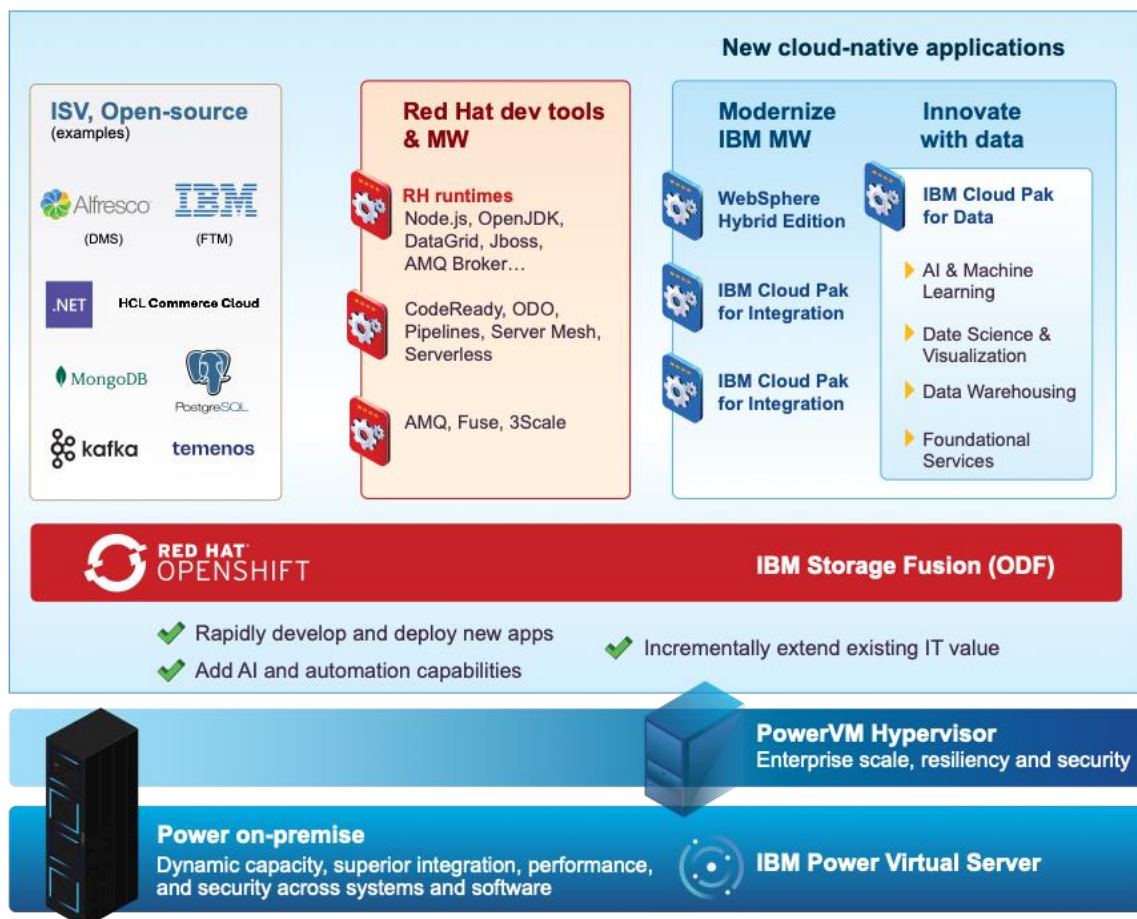 New cloud-native applications
ISV, Open-source
(examples)
Alfresco
(DMS)
IBM
(FTM)
.NET
HCL Commerce Cloud
MongoDB
PostgreSQL
kafka
temenos
Red Hat dev tools
& MW
RH runtimes
Node.js, OpenJDK,
DataGrid, Jboss,
AMQ Broker...
CodeReady, ODO,
Pipelines, Server Mesh,
Serverless
AMQ, Fuse, 3Scale
Modernize
IBM MW
WebSphere
Hybrid Edition
IBM Cloud Pak
for Integration
IBM Cloud Pak
for Integration
Innovate
with data
IBM Cloud Pak
for Data
AI & Machine
Learning
Date Science &
Visualization
Data Warehousing
Foundational
Services
RED HAT
OPENSHIFT
IBM Storage Fusion (ODF)
Rapidly develop and deploy new apps
Add AI and automation capabilities
Incrementally extend existing IT value
PowerVM Hypervisor
Enterprise scale, resiliency and security
Power on-premise
Dynamic capacity, superior integration, performance,
and security across systems and software
IBM Power Virtual Server